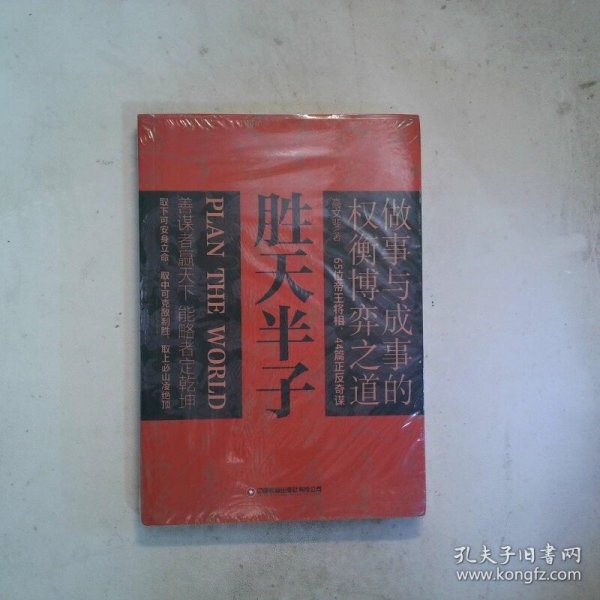 做事与成事的
权衡博弈之道
65位帝王将相 44篇正反奇谋
胜天半子
PLAN THE WORLD
善谋者赢天下 能略者定乾坤
取下可安身立命 取中可克敌制胜 取上必山凌绝顶
孔夫子旧书网
www.kongfz.com